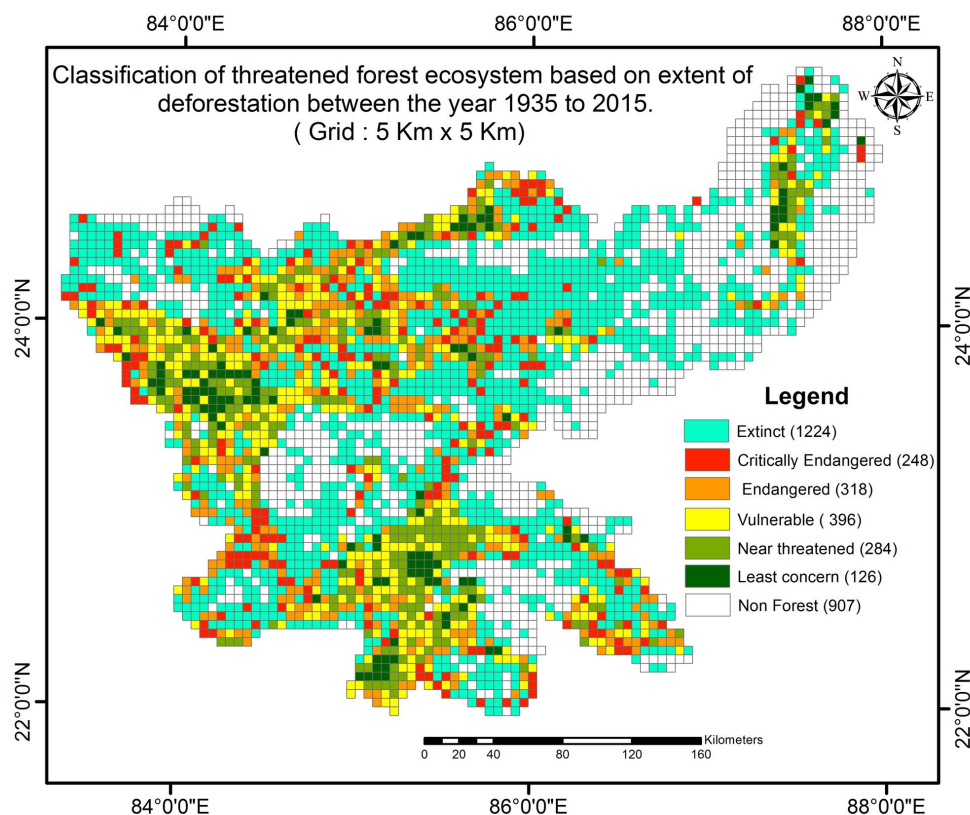 84°0'0"E 86°0'0"E 88°0'0"E
Classification of threatened forest ecosystem based on extent of
deforestation between the year 1935 to 2015.
( Grid : 5 Km x 5 Km)
N
W E
S
24°0'0"N 24°0'0"N
Legend
Extinct (1224)
Critically Endangered (248)
Endangered (318)
Vulnerable ( 396)
Near threatened (284)
Least concern (126)
Non Forest (907)
22°0'0"N 22°0'0"N
Kilometers
0 20 40 80 120 160
84°0'0"E 86°0'0"E 88°0'0"E